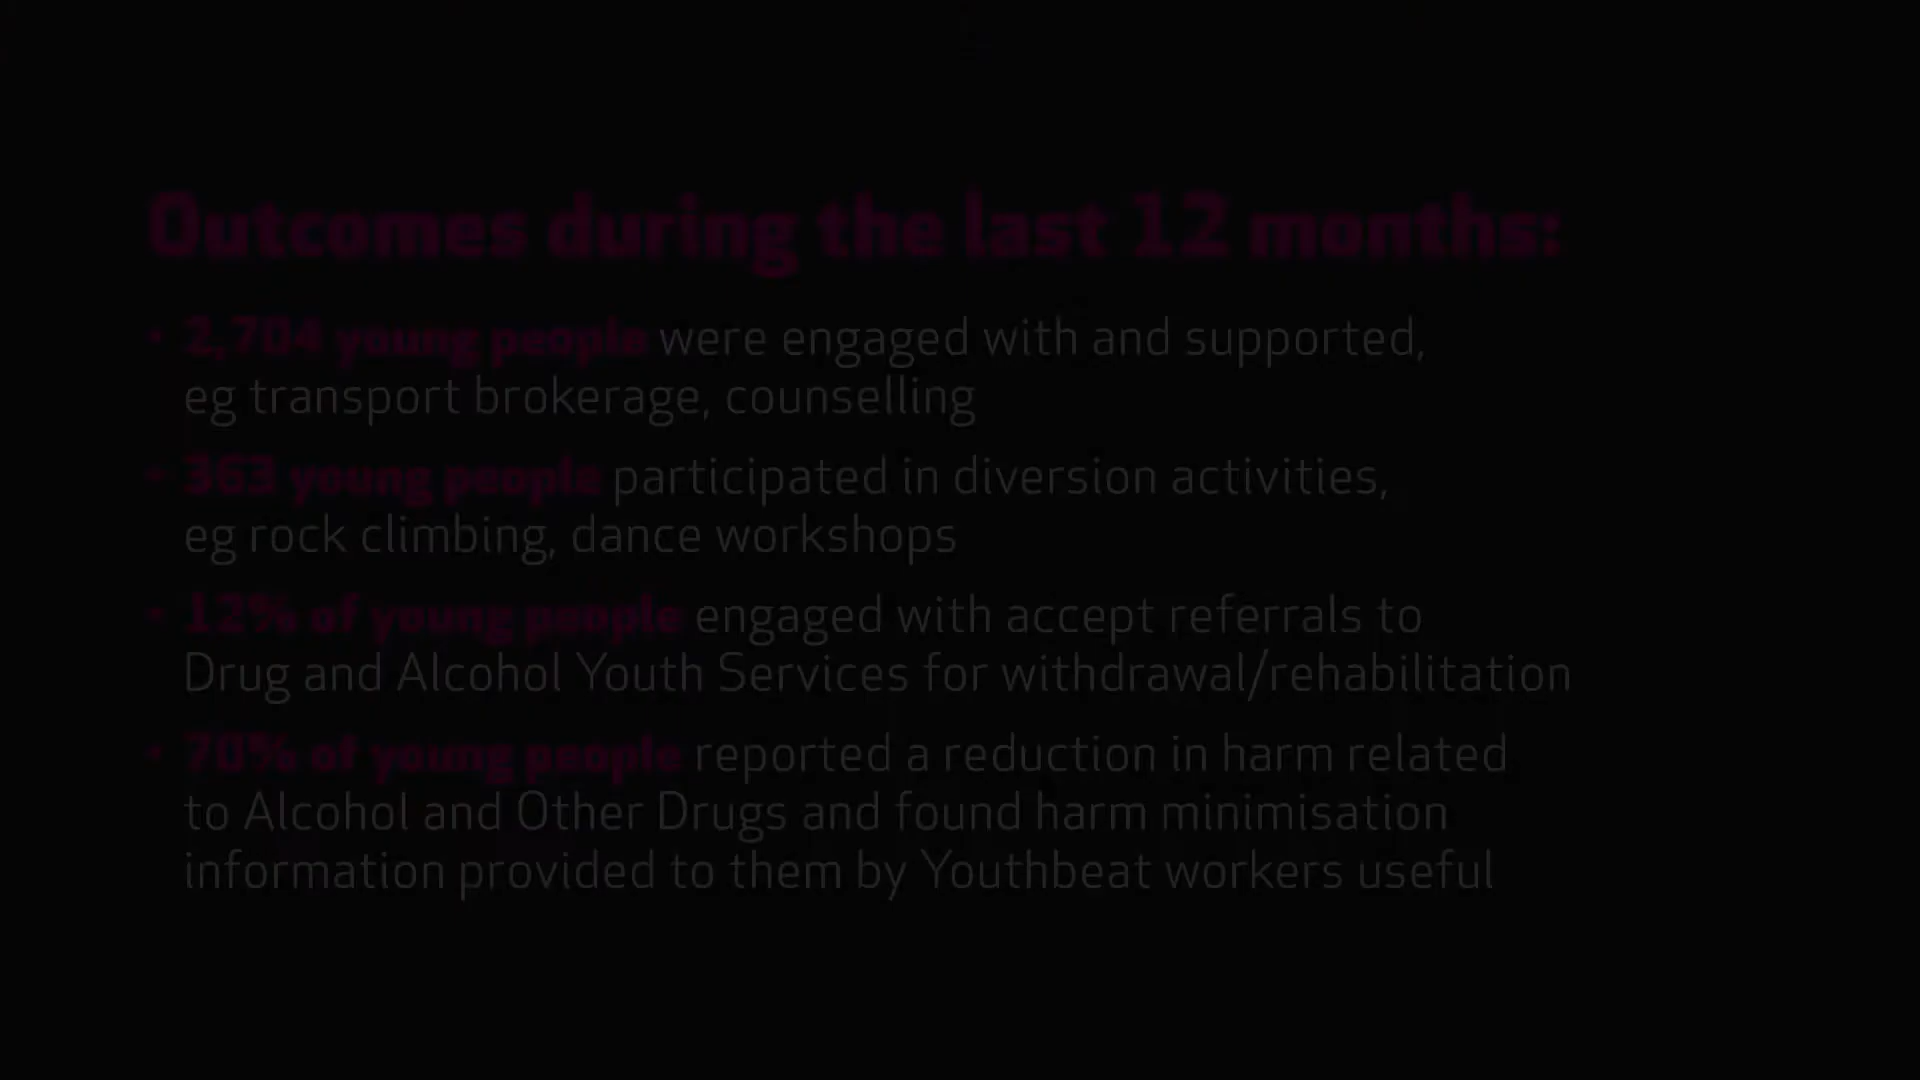 Outcomes during the last 12 months:
• 2,704 young people were engaged with and supported,
eg transport brokerage, counselling
• 363 young people participated in diversion activities,
eg rock climbing, dance workshops
• 12% of young people engaged with accept referrals to
Drug and Alcohol Youth Services for withdrawal/rehabilitation
• 70% of young people reported a reduction in harm related
to Alcohol and Other Drugs and found harm minimisation
information provided to them by Youthbeat workers useful